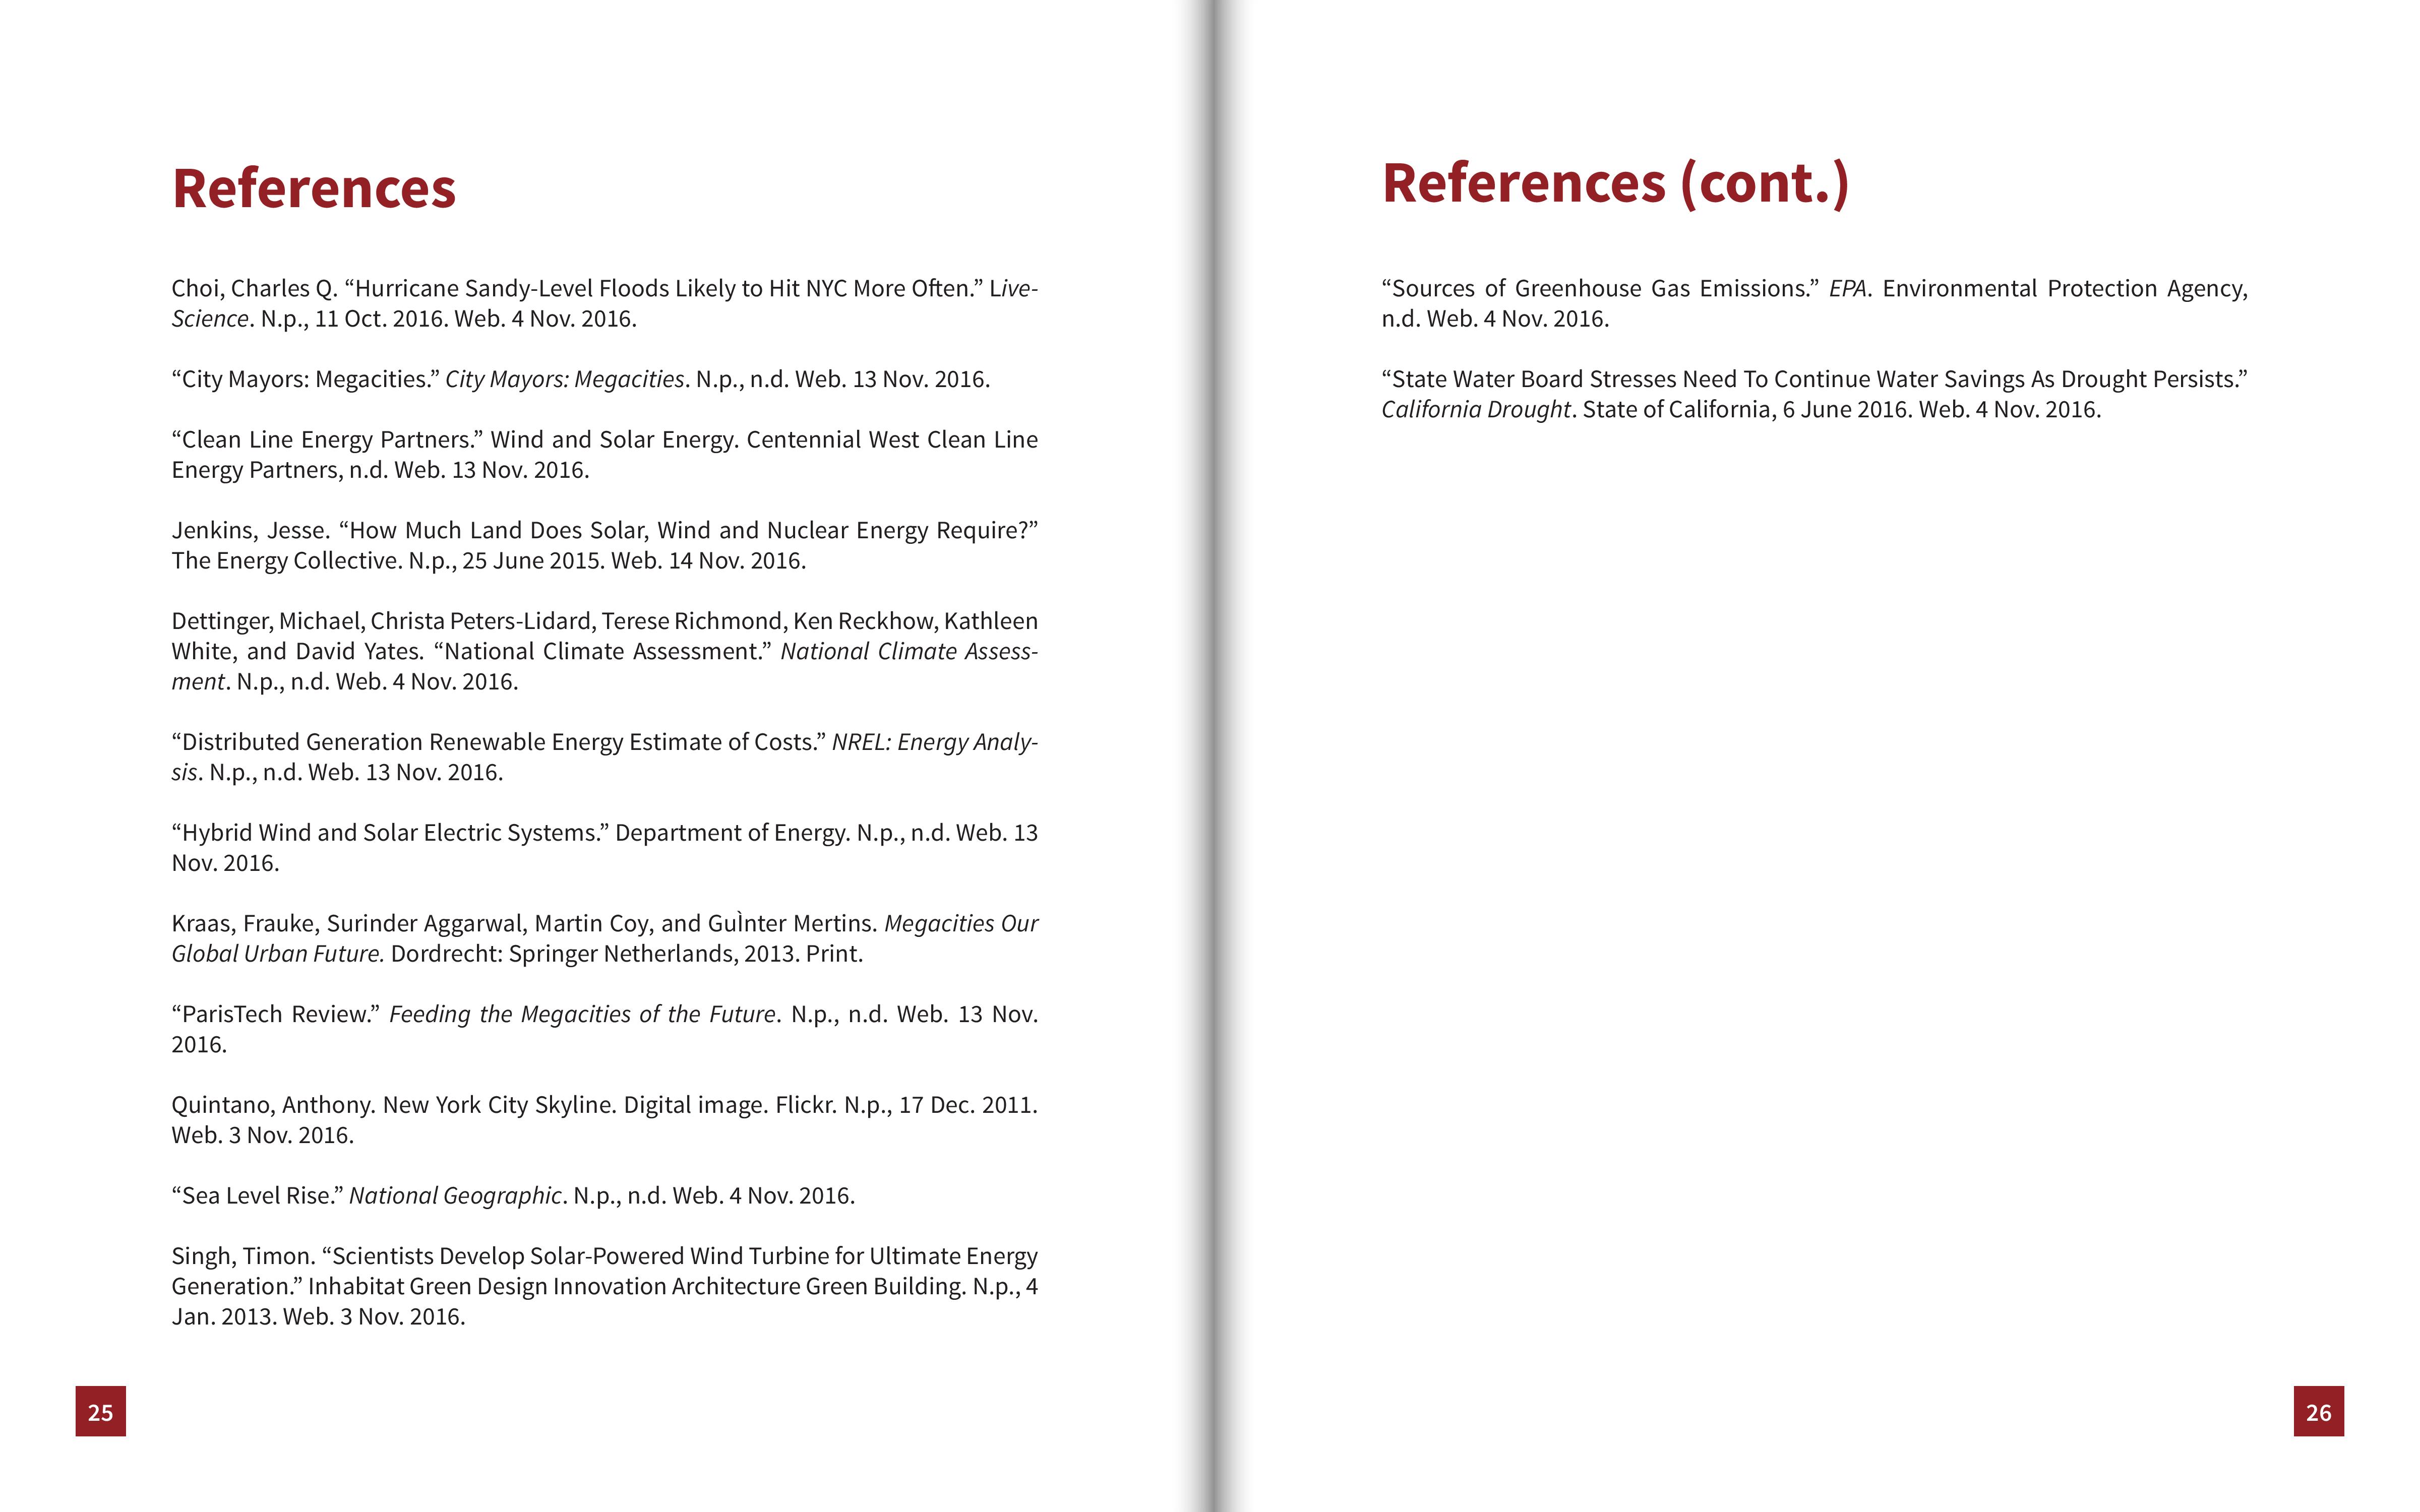 References
Choi, Charles Q. “Hurricane Sandy-Level Floods Likely to Hit NYC More Often.” Live-
Science. N.p., 11 Oct. 2016. Web. 4 Nov. 2016.
“City Mayors: Megacities.” City Mayors: Megacities. N.p., n.d. Web. 13 Nov. 2016.
“Clean Line Energy Partners.” Wind and Solar Energy. Centennial West Clean Line
Energy Partners, n.d. Web. 13 Nov. 2016.
Jenkins, Jesse. “How Much Land Does Solar, Wind and Nuclear Energy Require?”
The Energy Collective. N.p., 25 June 2015. Web. 14 Nov. 2016.
Dettinger, Michael, Christa Peters-Lidard, Terese Richmond, Ken Reckhow, Kathleen
White, and David Yates. “National Climate Assessment.” National Climate Assess-
ment. N.p., n.d. Web. 4 Nov. 2016.
“Distributed Generation Renewable Energy Estimate of Costs.” NREL: Energy Analy-
sis. N.p., n.d. Web. 13 Nov. 2016.
“Hybrid Wind and Solar Electric Systems.” Department of Energy. N.p., n.d. Web. 13
Nov. 2016.
Kraas, Frauke, Surinder Aggarwal, Martin Coy, and GuÌnter Mertins. Megacities Our
Global Urban Future. Dordrecht: Springer Netherlands, 2013. Print.
“ParisTech Review.” Feeding the Megacities of the Future. N.p., n.d. Web. 13 Nov.
2016.
Quintano, Anthony. New York City Skyline. Digital image. Flickr. N.p., 17 Dec. 2011.
Web. 3 Nov. 2016.
“Sea Level Rise.” National Geographic. N.p., n.d. Web. 4 Nov. 2016.
Singh, Timon. “Scientists Develop Solar-Powered Wind Turbine for Ultimate Energy
Generation.” Inhabitat Green Design Innovation Architecture Green Building. N.p., 4
Jan. 2013. Web. 3 Nov. 2016.
25
References (cont.)
“Sources of Greenhouse Gas Emissions.” EPA. Environmental Protection Agency,
n.d. Web. 4 Nov. 2016.
“State Water Board Stresses Need To Continue Water Savings As Drought Persists.”
California Drought. State of California, 6 June 2016. Web. 4 Nov. 2016.
26